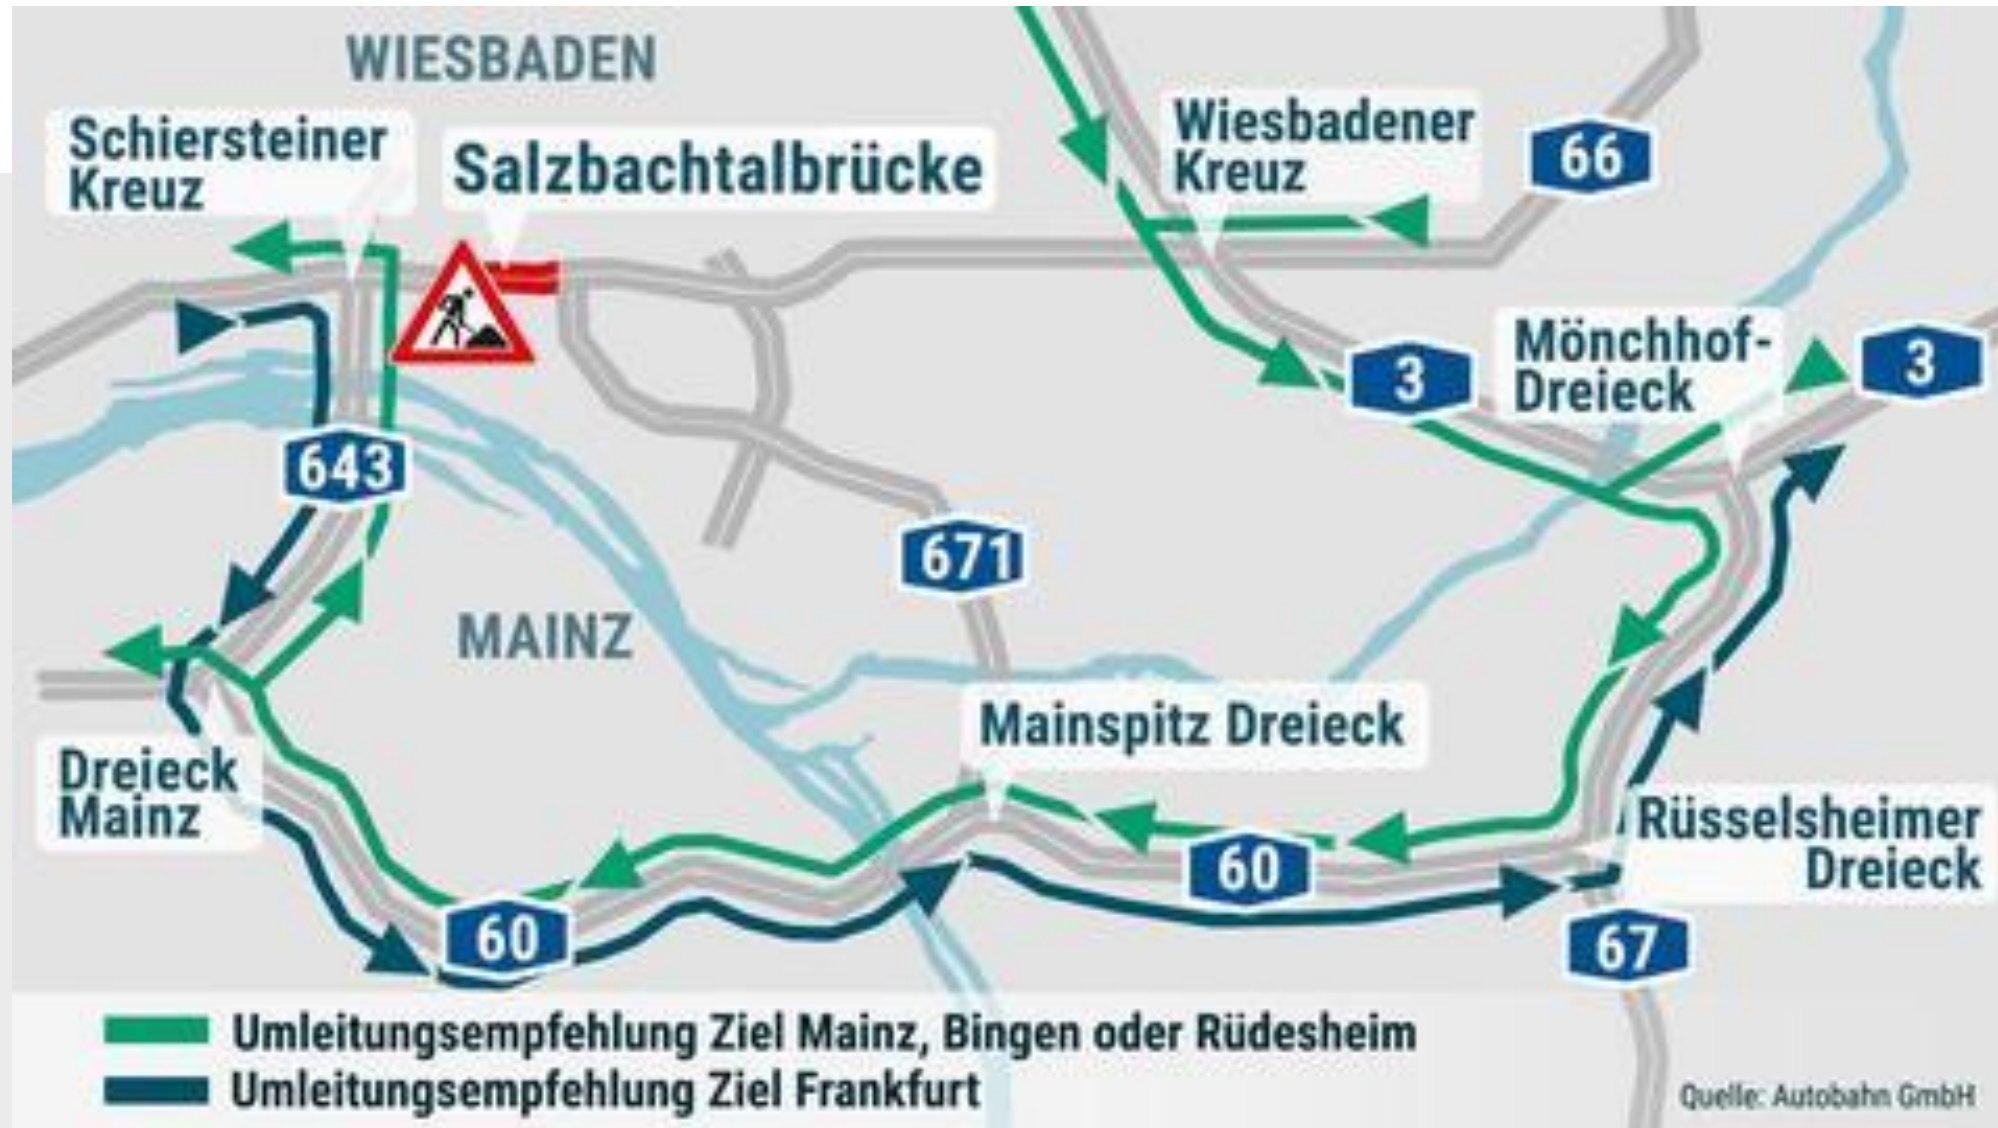 WIESBADEN
Schiersteiner
Kreuz
Salzbachtalbrücke
Wiesbadener
Kreuz
66
3
Mönchhof-
Dreieck
3
643
671
MAINZ
Mainspitz Dreieck
Dreieck
Mainz
60
60
Rüsselsheimer
Dreieck
67
Umleitungsempfehlung Ziel Mainz, Bingen oder Rüdesheim
Umleitungsempfehlung Ziel Frankfurt
Quelle: Autobahn GmbH